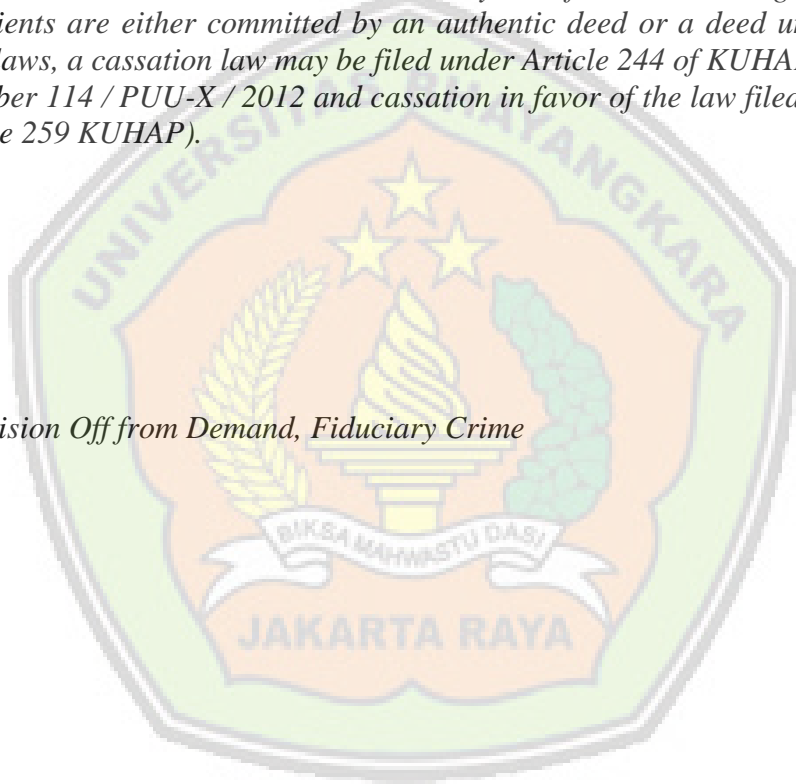 ients are either committed by an authentic deed or a deed un
laws, a cassation law may be filed under Article 244 of KUHA
ber 114 / PUU-X / 2012 and cassation in favor of the law filed
e 259 KUHAP).
UNIVERSITAS BHAYANGKARA
ision Off from Demand, Fiduciary Crime
BIKSA MAHWASTU DASI
JAKARTA RAYA